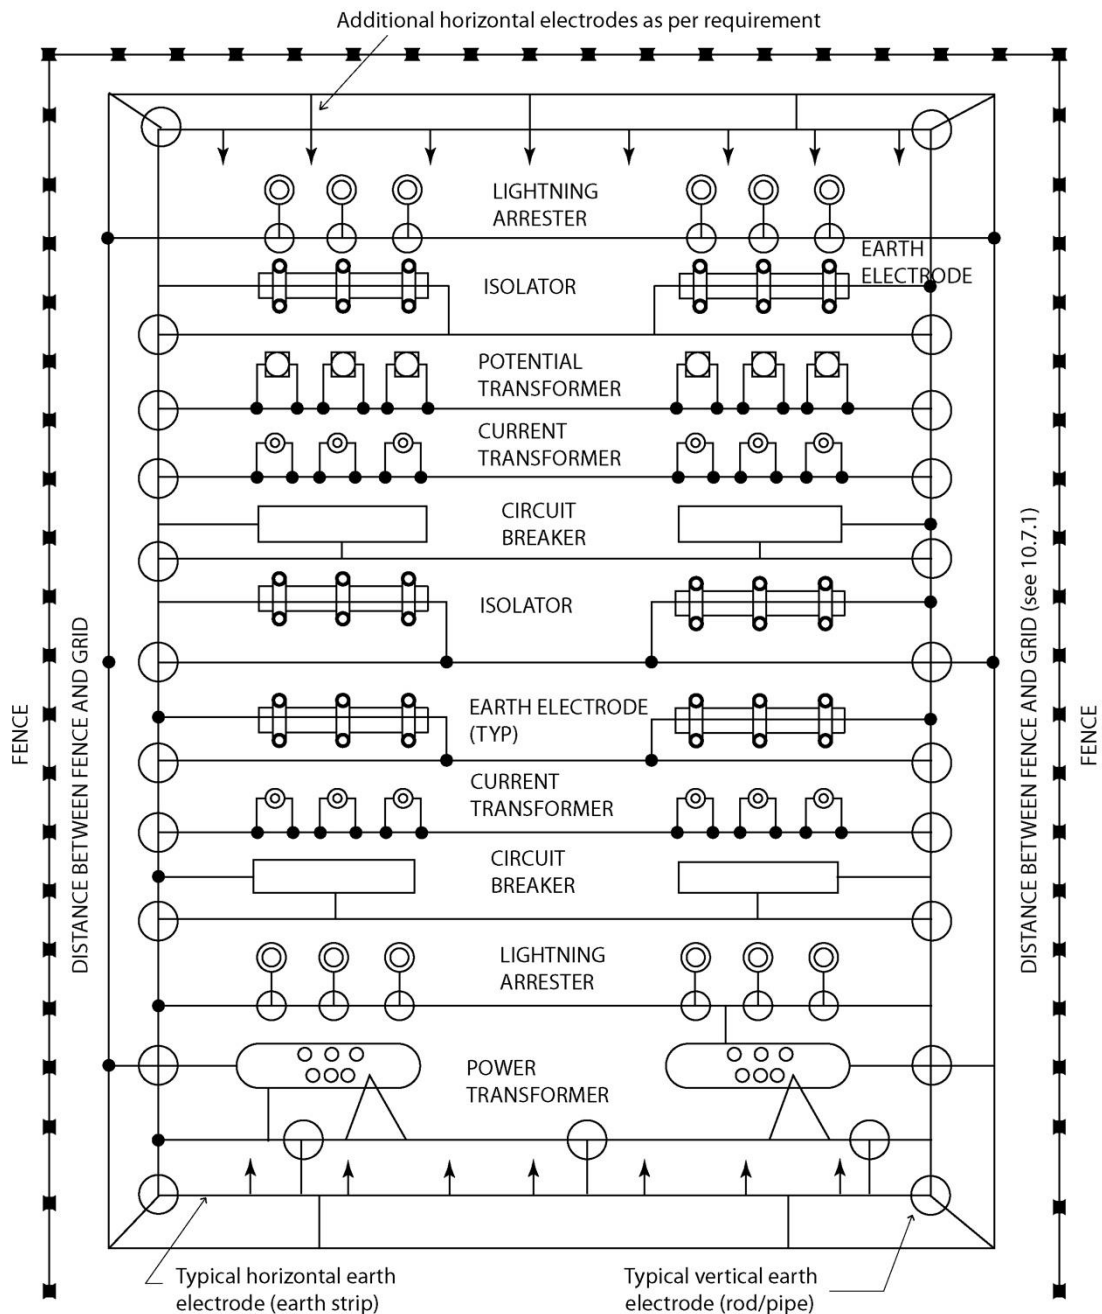 Additional horizontal electrodes as per requirement
LIGHTNING
ARRESTER
EARTH
ELECTRODE
ISOLATOR
POTENTIAL
TRANSFORMER
CURRENT
TRANSFORMER
CIRCUIT
BREAKER
ISOLATOR
FENCE
DISTANCE BETWEEN FENCE AND GRID
DISTANCE BETWEEN FENCE AND GRID (see 10.7.1)
FENCE
EARTH ELECTRODE
(TYP)
CURRENT
TRANSFORMER
CIRCUIT
BREAKER
LIGHTNING
ARRESTER
POWER
TRANSFORMER
Typical horizontal earth
electrode (earth strip)
Typical vertical earth
electrode (rod/pipe)